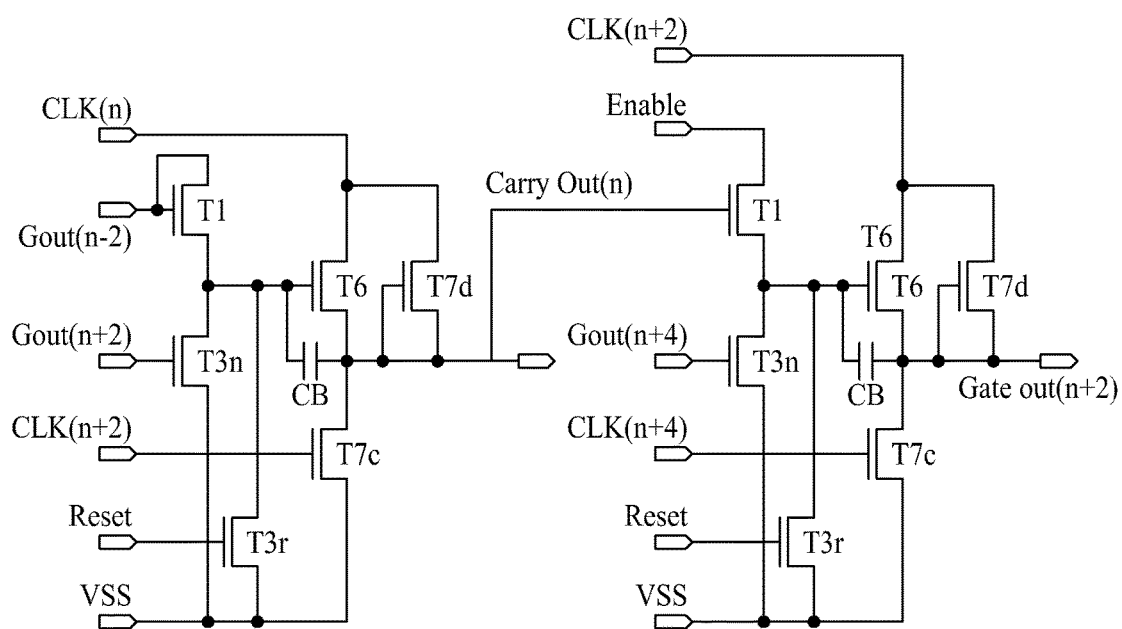 CLK(n+2)
CLK(n)
Enable
T1
Carry Out(n)
T1
Gout(n-2)
T6
T6
T7d
T6
T7d
Gout(n+2)
T3n
Gout(n+4)
T3n
CB
CB
Gate out(n+2)
CLK(n+2)
T7c
CLK(n+4)
T7c
Reset
T3r
Reset
T3r
VSS
VSS